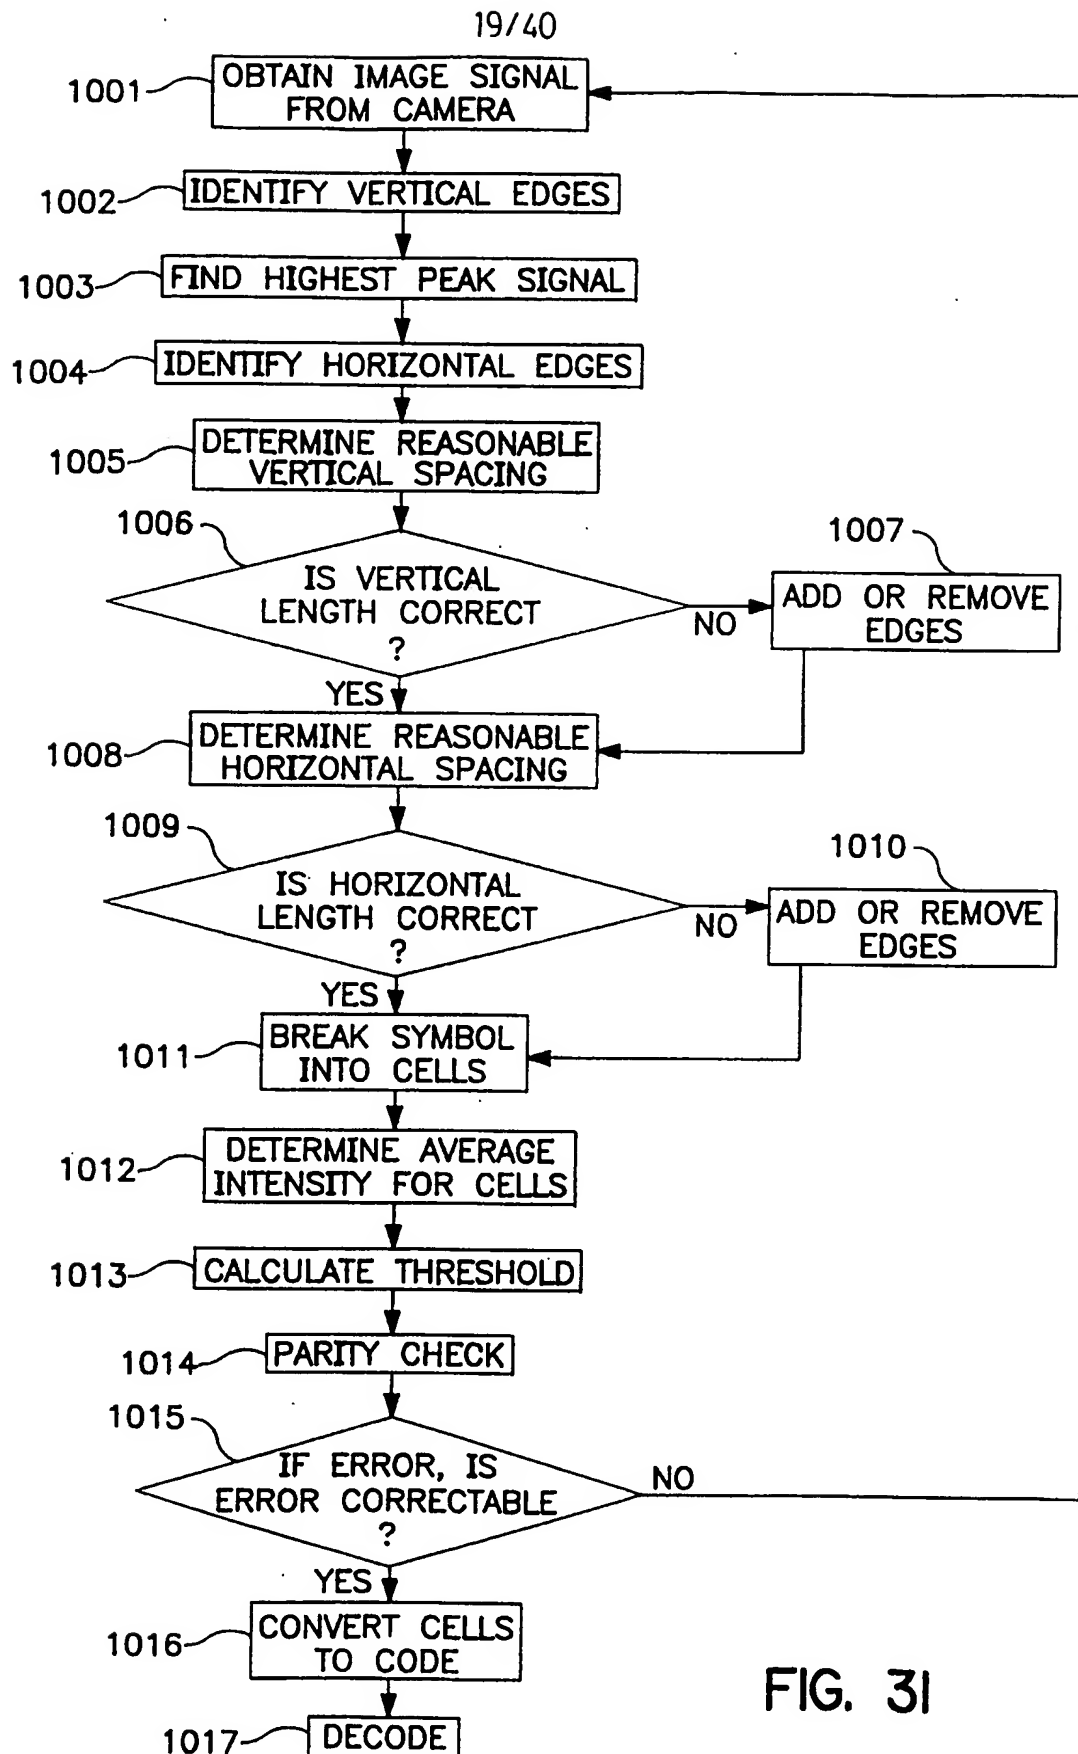 19/40
1001
OBTAIN IMAGE SIGNAL
FROM CAMERA
1002
IDENTIFY VERTICAL EDGES
1003
FIND HIGHEST PEAK SIGNAL
1004
IDENTIFY HORIZONTAL EDGES
1005
DETERMINE REASONABLE
VERTICAL SPACING
1006
IS VERTICAL
LENGTH CORRECT
?
NO
1007
ADD OR REMOVE
EDGES
YES
1008
DETERMINE REASONABLE
HORIZONTAL SPACING
1009
IS HORIZONTAL
LENGTH CORRECT
?
NO
1010
ADD OR REMOVE
EDGES
YES
1011
BREAK SYMBOL
INTO CELLS
1012
DETERMINE AVERAGE
INTENSITY FOR CELLS
1013
CALCULATE THRESHOLD
1014
PARITY CHECK
1015
IF ERROR, IS
ERROR CORRECTABLE
?
NO
YES
1016
CONVERT CELLS
TO CODE
1017
DECODE
FIG. 31